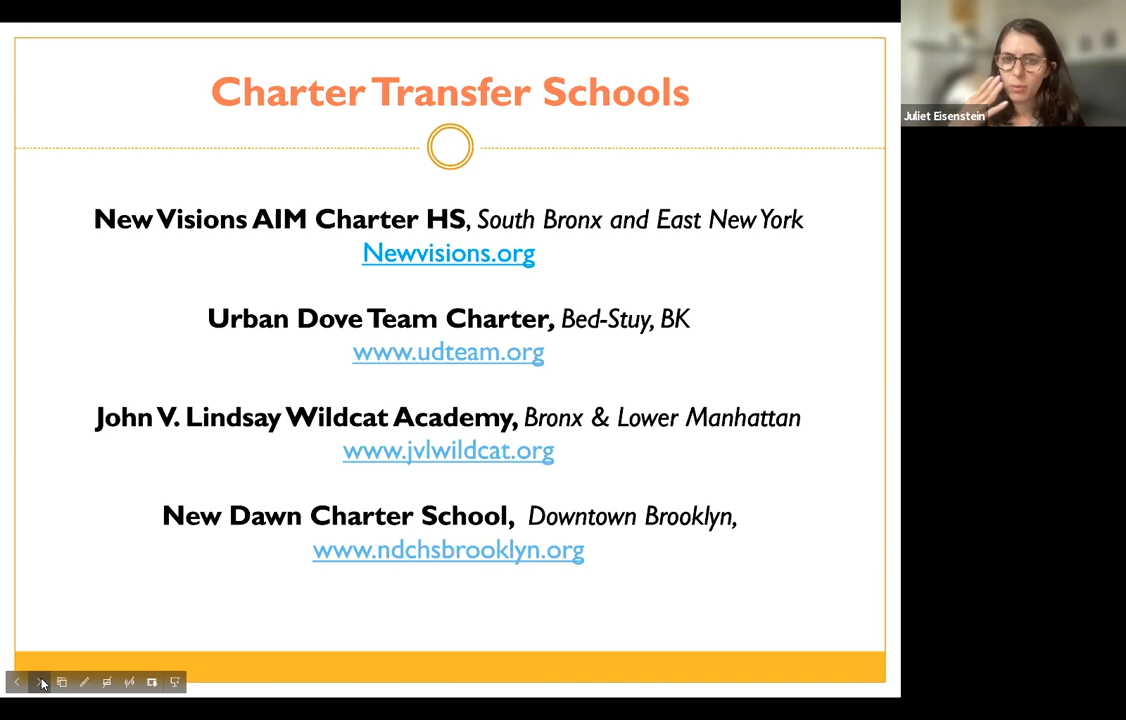 Charter Transfer Schools
New Visions AIM Charter HS, South Bronx and East New York
Newvisions.org
Urban Dove Team Charter, Bed-Stuy, BK
www.udteam.org
John V. Lindsay Wildcat Academy, Bronx & Lower Manhattan
www.jvlwildcat.org
New Dawn Charter School, Downtown Brooklyn,
www.ndchsbrooklyn.org
Juliet Eisenstein